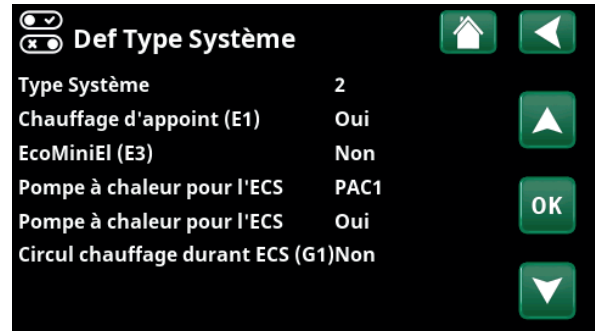 Def Type Système
Type Système 2
Chauffage d'appoint (E1) Oui
EcoMiniEl (E3) Non
Pompe à chaleur pour l'ECS PAC1
Pompe à chaleur pour l'ECS Oui
Circul chauffage durant ECS (G1)Non
OK